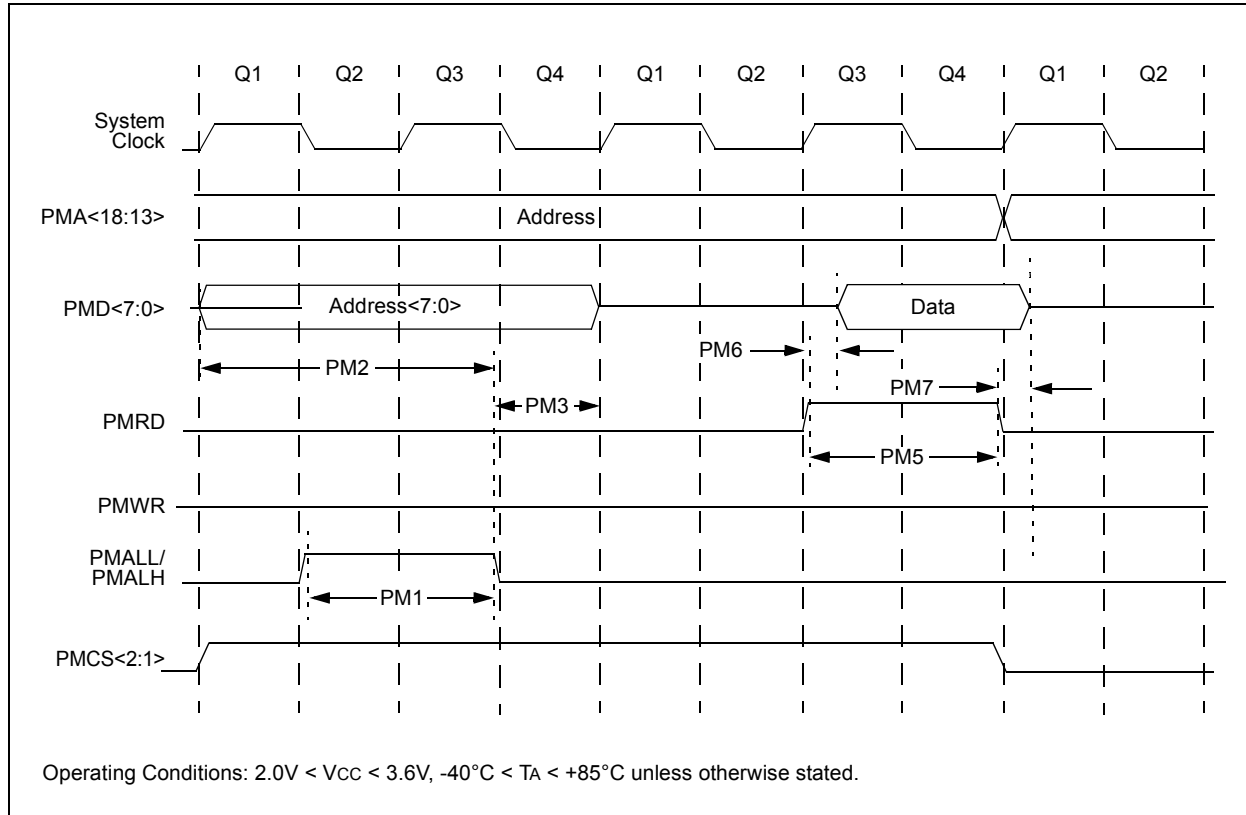 Q1 Q2 Q3 Q4 Q1 Q2 Q3 Q4 Q1 Q2
System
Clock
PMA<18:13>
Address
PMD<7:0>
Address<7:0>
Data
PM6
PM2
PM7
PM3
PMRD
PM5
PMWR
PMALL/
PMALH
PM1
PMCS<2:1>
Operating Conditions: 2.0V < VCC < 3.6V, -40°C < TA < +85°C unless otherwise stated.